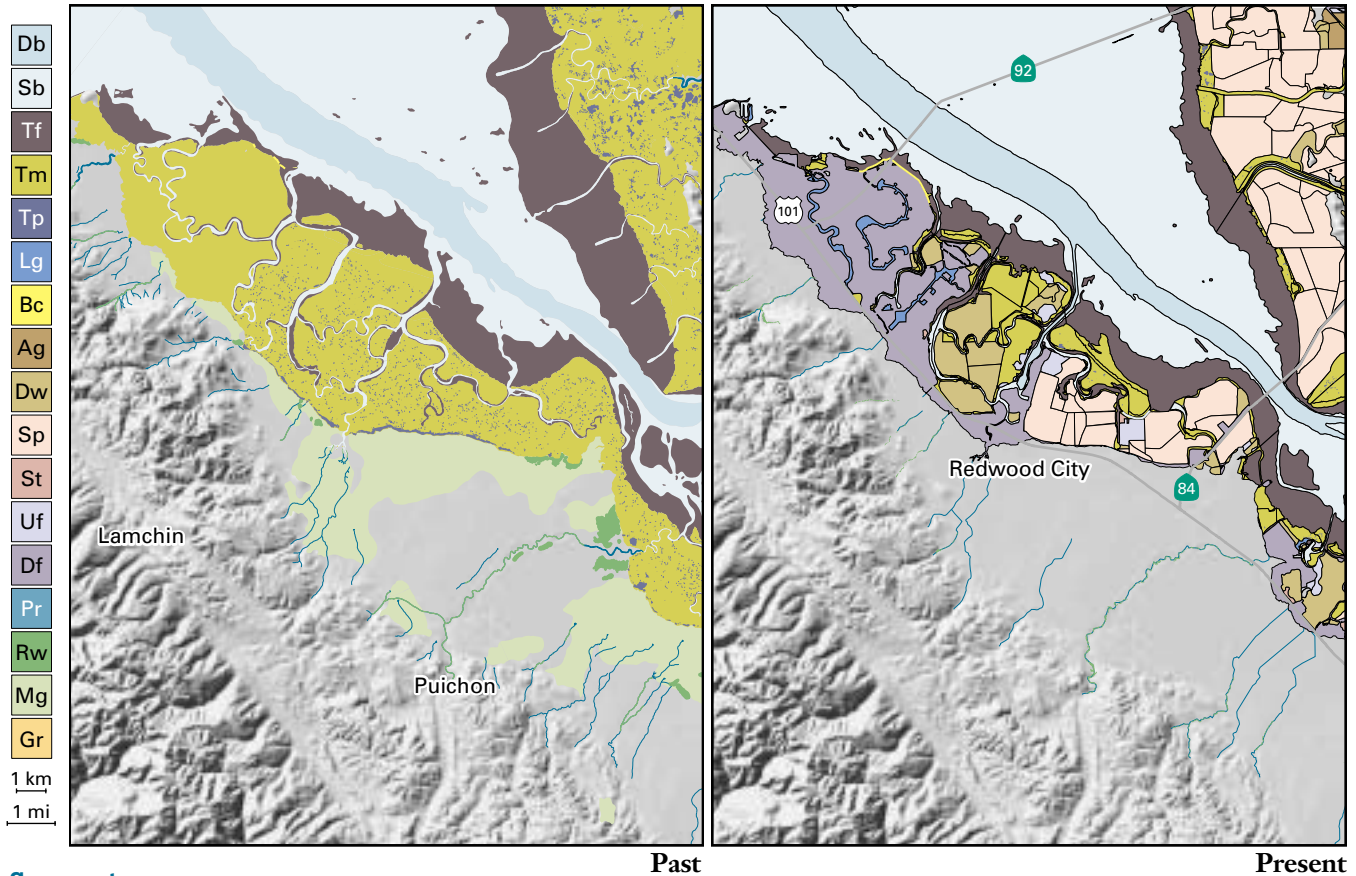 Db
Sb
Tf
Tm
Tp
Lg
Bc
Ag
Dw
Sp
St
Uf
Df
Pr
Rw
Mg
Gr
1 km
1 mi
Lamchin
Puichon
Past
92
101
Redwood City
84
Present